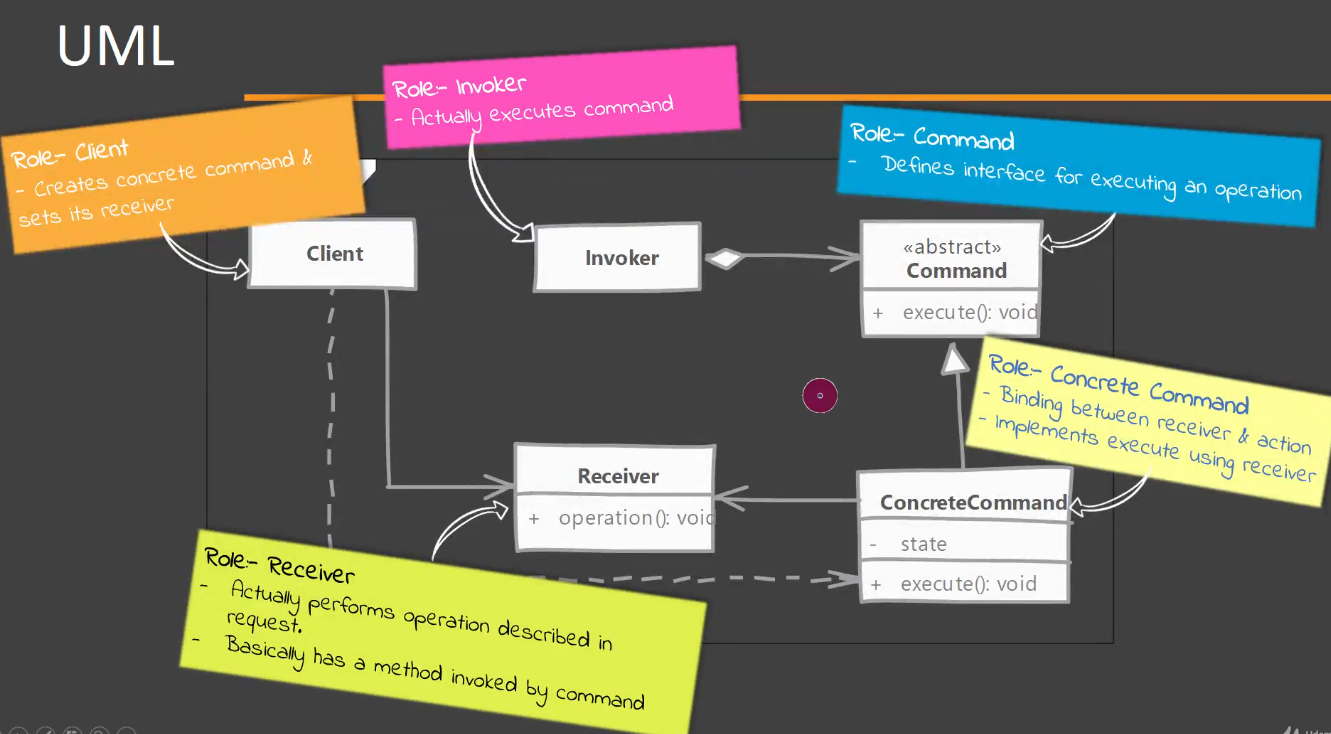 UML
Role:- Invoker
- Actually executes command
Role:- Client
- Creates concrete command &
sets its receiver
Role:- Command
- Defines interface for executing an operation
Client
Invoker
«abstract»
Command
+ execute(): void
Role:- Concrete Command
- Binding between receiver & action
- Implements execute using receiver
Receiver
+ operation(): void
ConcreteCommand
- state
+ execute(): void
Role:- Receiver
- Actually performs operation described in
request.
- Basically has a method invoked by command